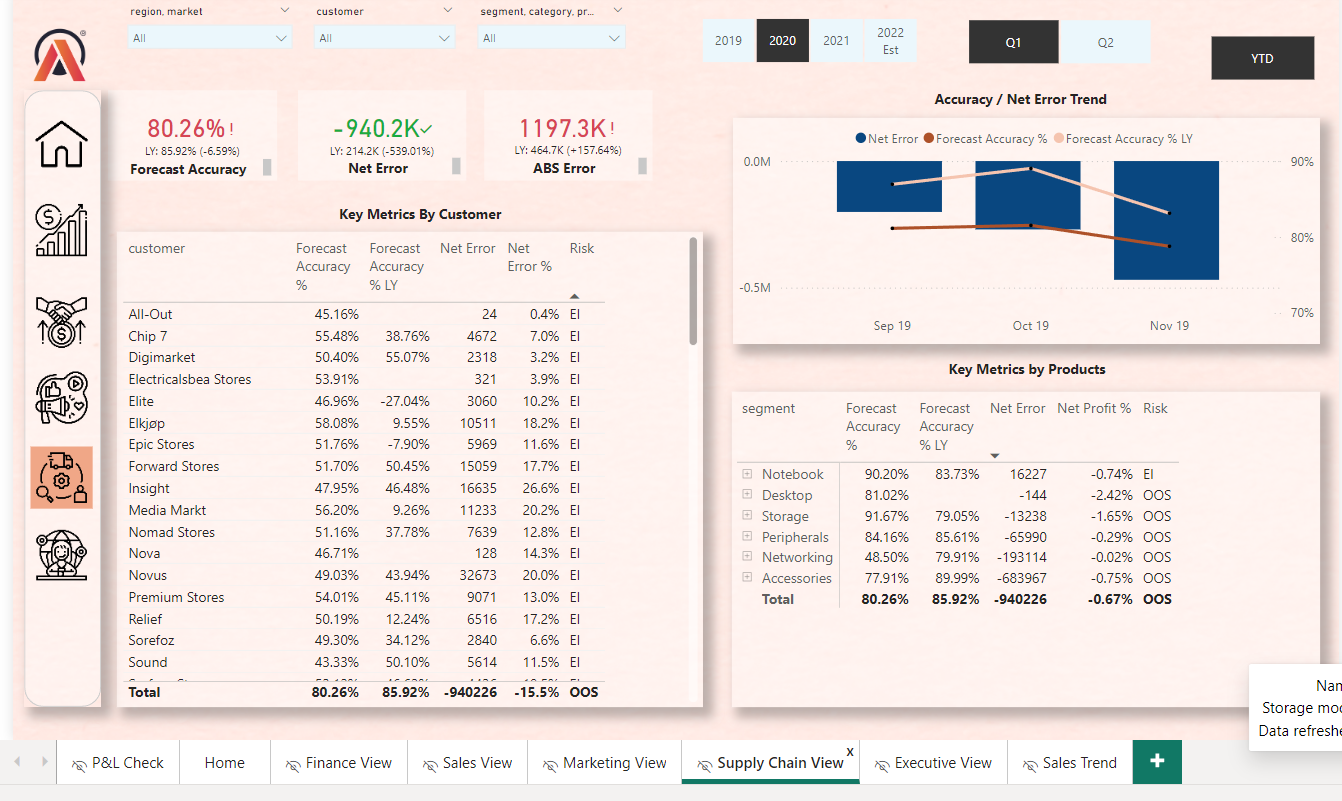 region, market
customer
segment, category, pr...
All
All
All
2019
2020
2021
2022
Est
Q1
Q2
YTD
80.26%!
LY: 85.92% (-6.59%)
Forecast Accuracy
-940.2K✓
LY: 214.2K (-539.01%)
Net Error
1197.3K!
LY: 464.7K (+157.64%)
ABS Error
Accuracy / Net Error Trend
Net Error Forecast Accuracy % Forecast Accuracy % LY
0.0M
-0.5M
90%
80%
70%
Sep 19
Oct 19
Nov 19
Key Metrics By Customer
customer Forecast Accuracy % Forecast Accuracy % LY Net Error Net Error % Risk
All-Out 45.16% 24 0.4% EI
Chip 7 55.48% 38.76% 4672 7.0% EI
Digimarket 50.40% 55.07% 2318 3.2% EI
Electricalsbea Stores 53.91% 321 3.9% EI
Elite 46.96% -27.04% 3060 10.2% EI
Elkjøp 58.08% 9.55% 10511 18.2% EI
Epic Stores 51.76% -7.90% 5969 11.6% EI
Forward Stores 51.70% 50.45% 15059 17.7% EI
Insight 47.95% 46.48% 16635 26.6% EI
Media Markt 56.20% 9.26% 11233 20.2% EI
Nomad Stores 51.16% 37.78% 7639 12.8% EI
Nova 46.71% 128 14.3% EI
Novus 49.03% 43.94% 32673 20.0% EI
Premium Stores 54.01% 45.11% 9071 13.0% EI
Relief 50.19% 12.24% 6516 17.2% EI
Sorefoz 49.30% 34.12% 2840 6.6% EI
Sound 43.33% 50.10% 5614 11.5% EI
Total 80.26% 85.92% -940226 -15.5% OOS
Key Metrics by Products
segment Forecast Accuracy % Forecast Accuracy % LY Net Error Net Profit % Risk
Notebook 90.20% 83.73% 16227 -0.74% EI
Desktop 81.02% -144 -2.42% OOS
Storage 91.67% 79.05% -13238 -1.65% OOS
Peripherals 84.16% 85.61% -65990 -0.29% OOS
Networking 48.50% 79.91% -193114 -0.02% OOS
Accessories 77.91% 89.99% -683967 -0.75% OOS
Total 80.26% 85.92% -940226 -0.67% OOS
Storage
Data
P&L Check
Home
Finance View
Sales View
Marketing View
Supply Chain View
X
Executive View
Sales Trend
+